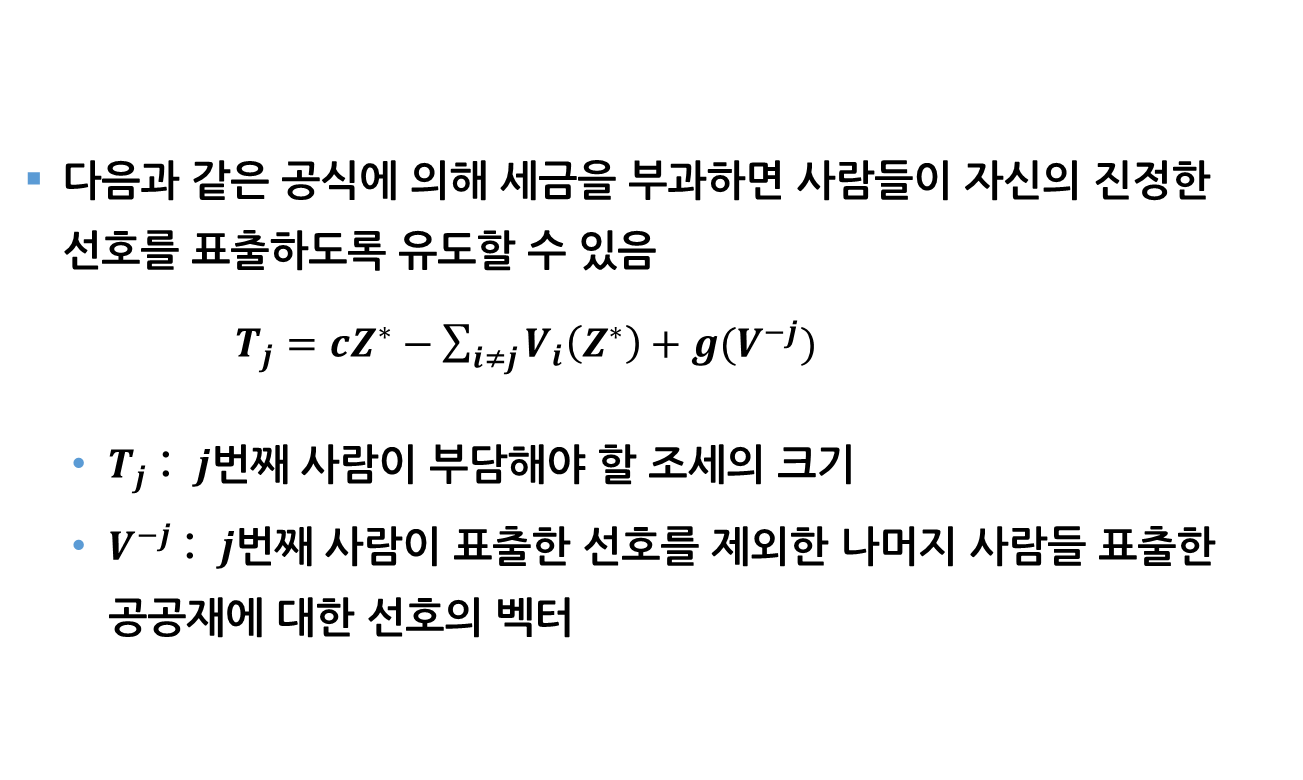 ▪ 다음과 같은 공식에 의해 세금을 부과하면 사람들이 자신의 진정한
선호를 표출하도록 유도할 수 있음
T_j = cZ* − ∑_{i≠j} V_i(Z*) + g(V^{−j})
• T_j : j번째 사람이 부담해야 할 조세의 크기
• V^{−j} : j번째 사람이 표출한 선호를 제외한 나머지 사람들 표출한
공공재에 대한 선호의 벡터